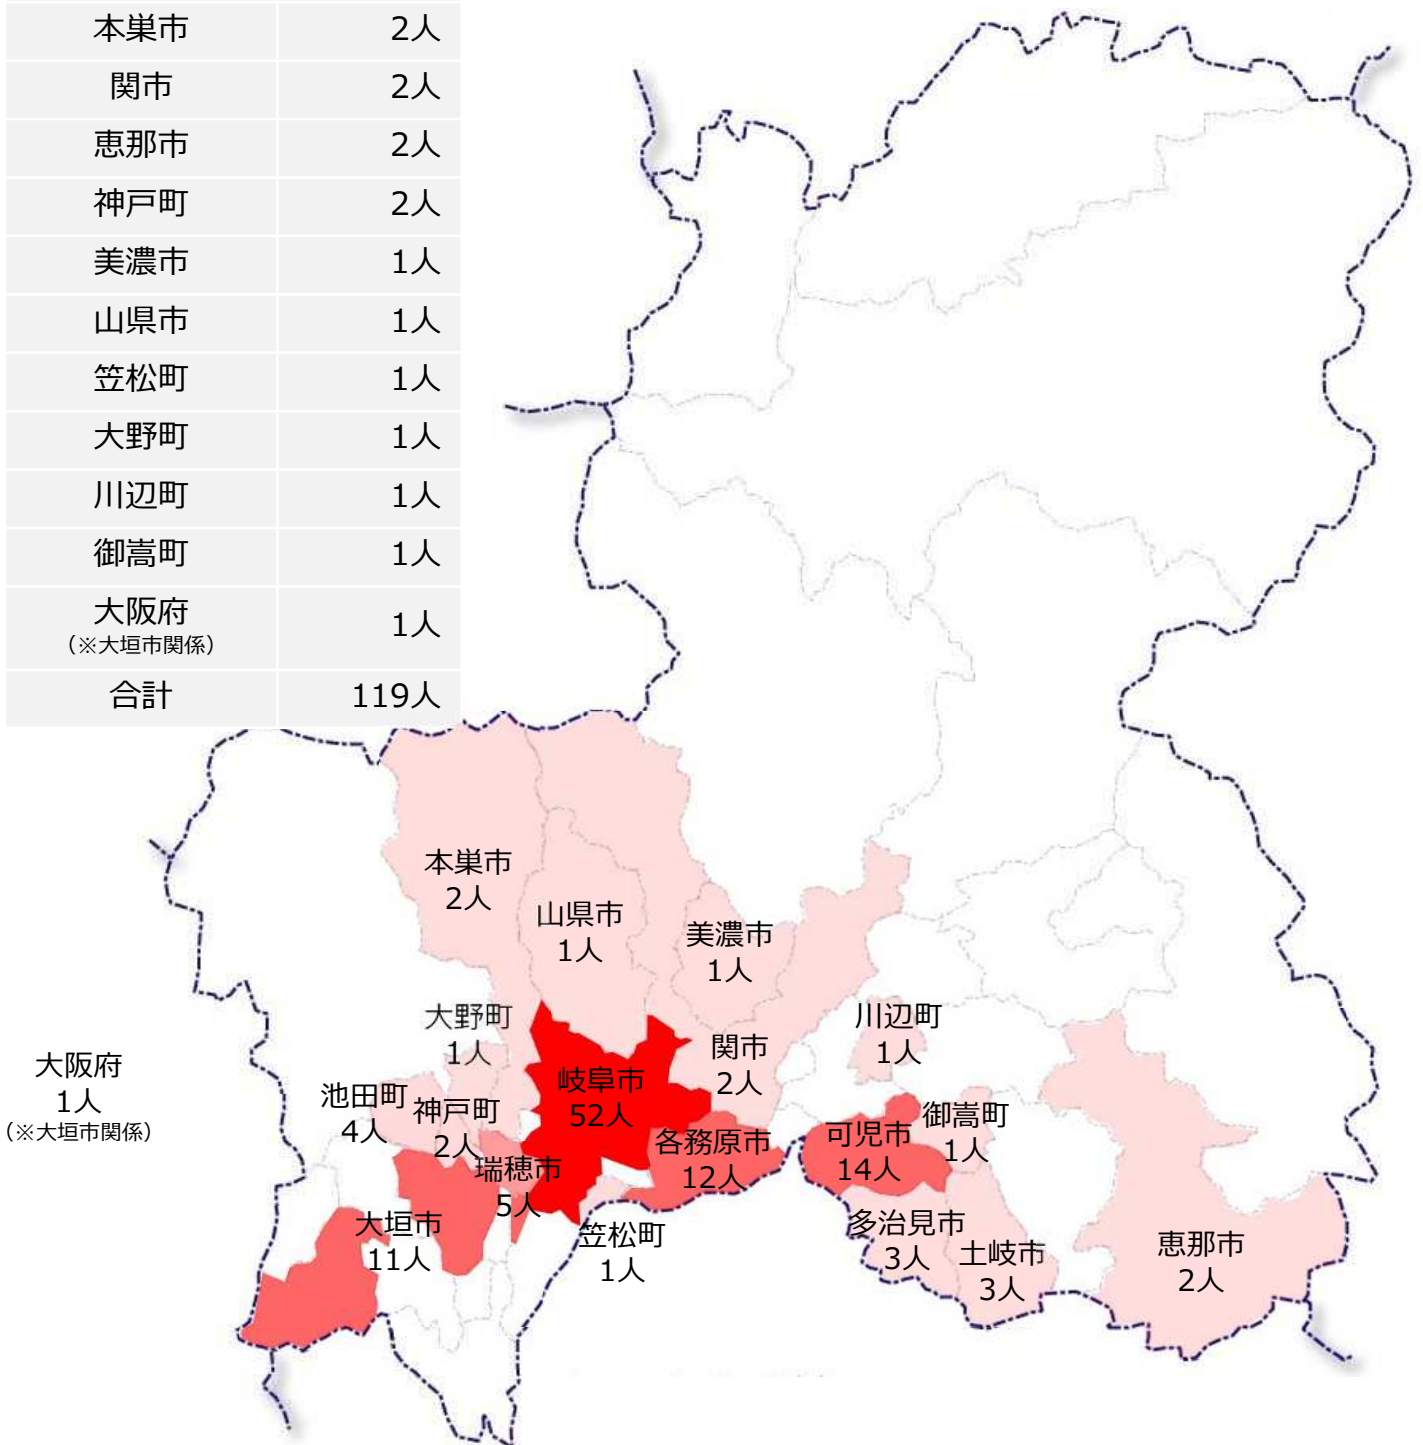 本巣市 2人
関市 2人
恵那市 2人
神戸町 2人
美濃市 1人
山県市 1人
笠松町 1人
大野町 1人
川辺町 1人
御嵩町 1人
大阪府
（※大垣市関係） 1人
合計 119人
本巣市
2人
山県市
1人
美濃市
1人
大野町
1人
関市
2人
川辺町
1人
大阪府
1人
（※大垣市関係）
池田町
4人
神戸町
2人
岐阜市
52人
瑞穂市
5人
各務原市
12人
可児市
14人
御嵩町
1人
大垣市
11人
笠松町
1人
多治見市
3人
土岐市
3人
恵那市
2人